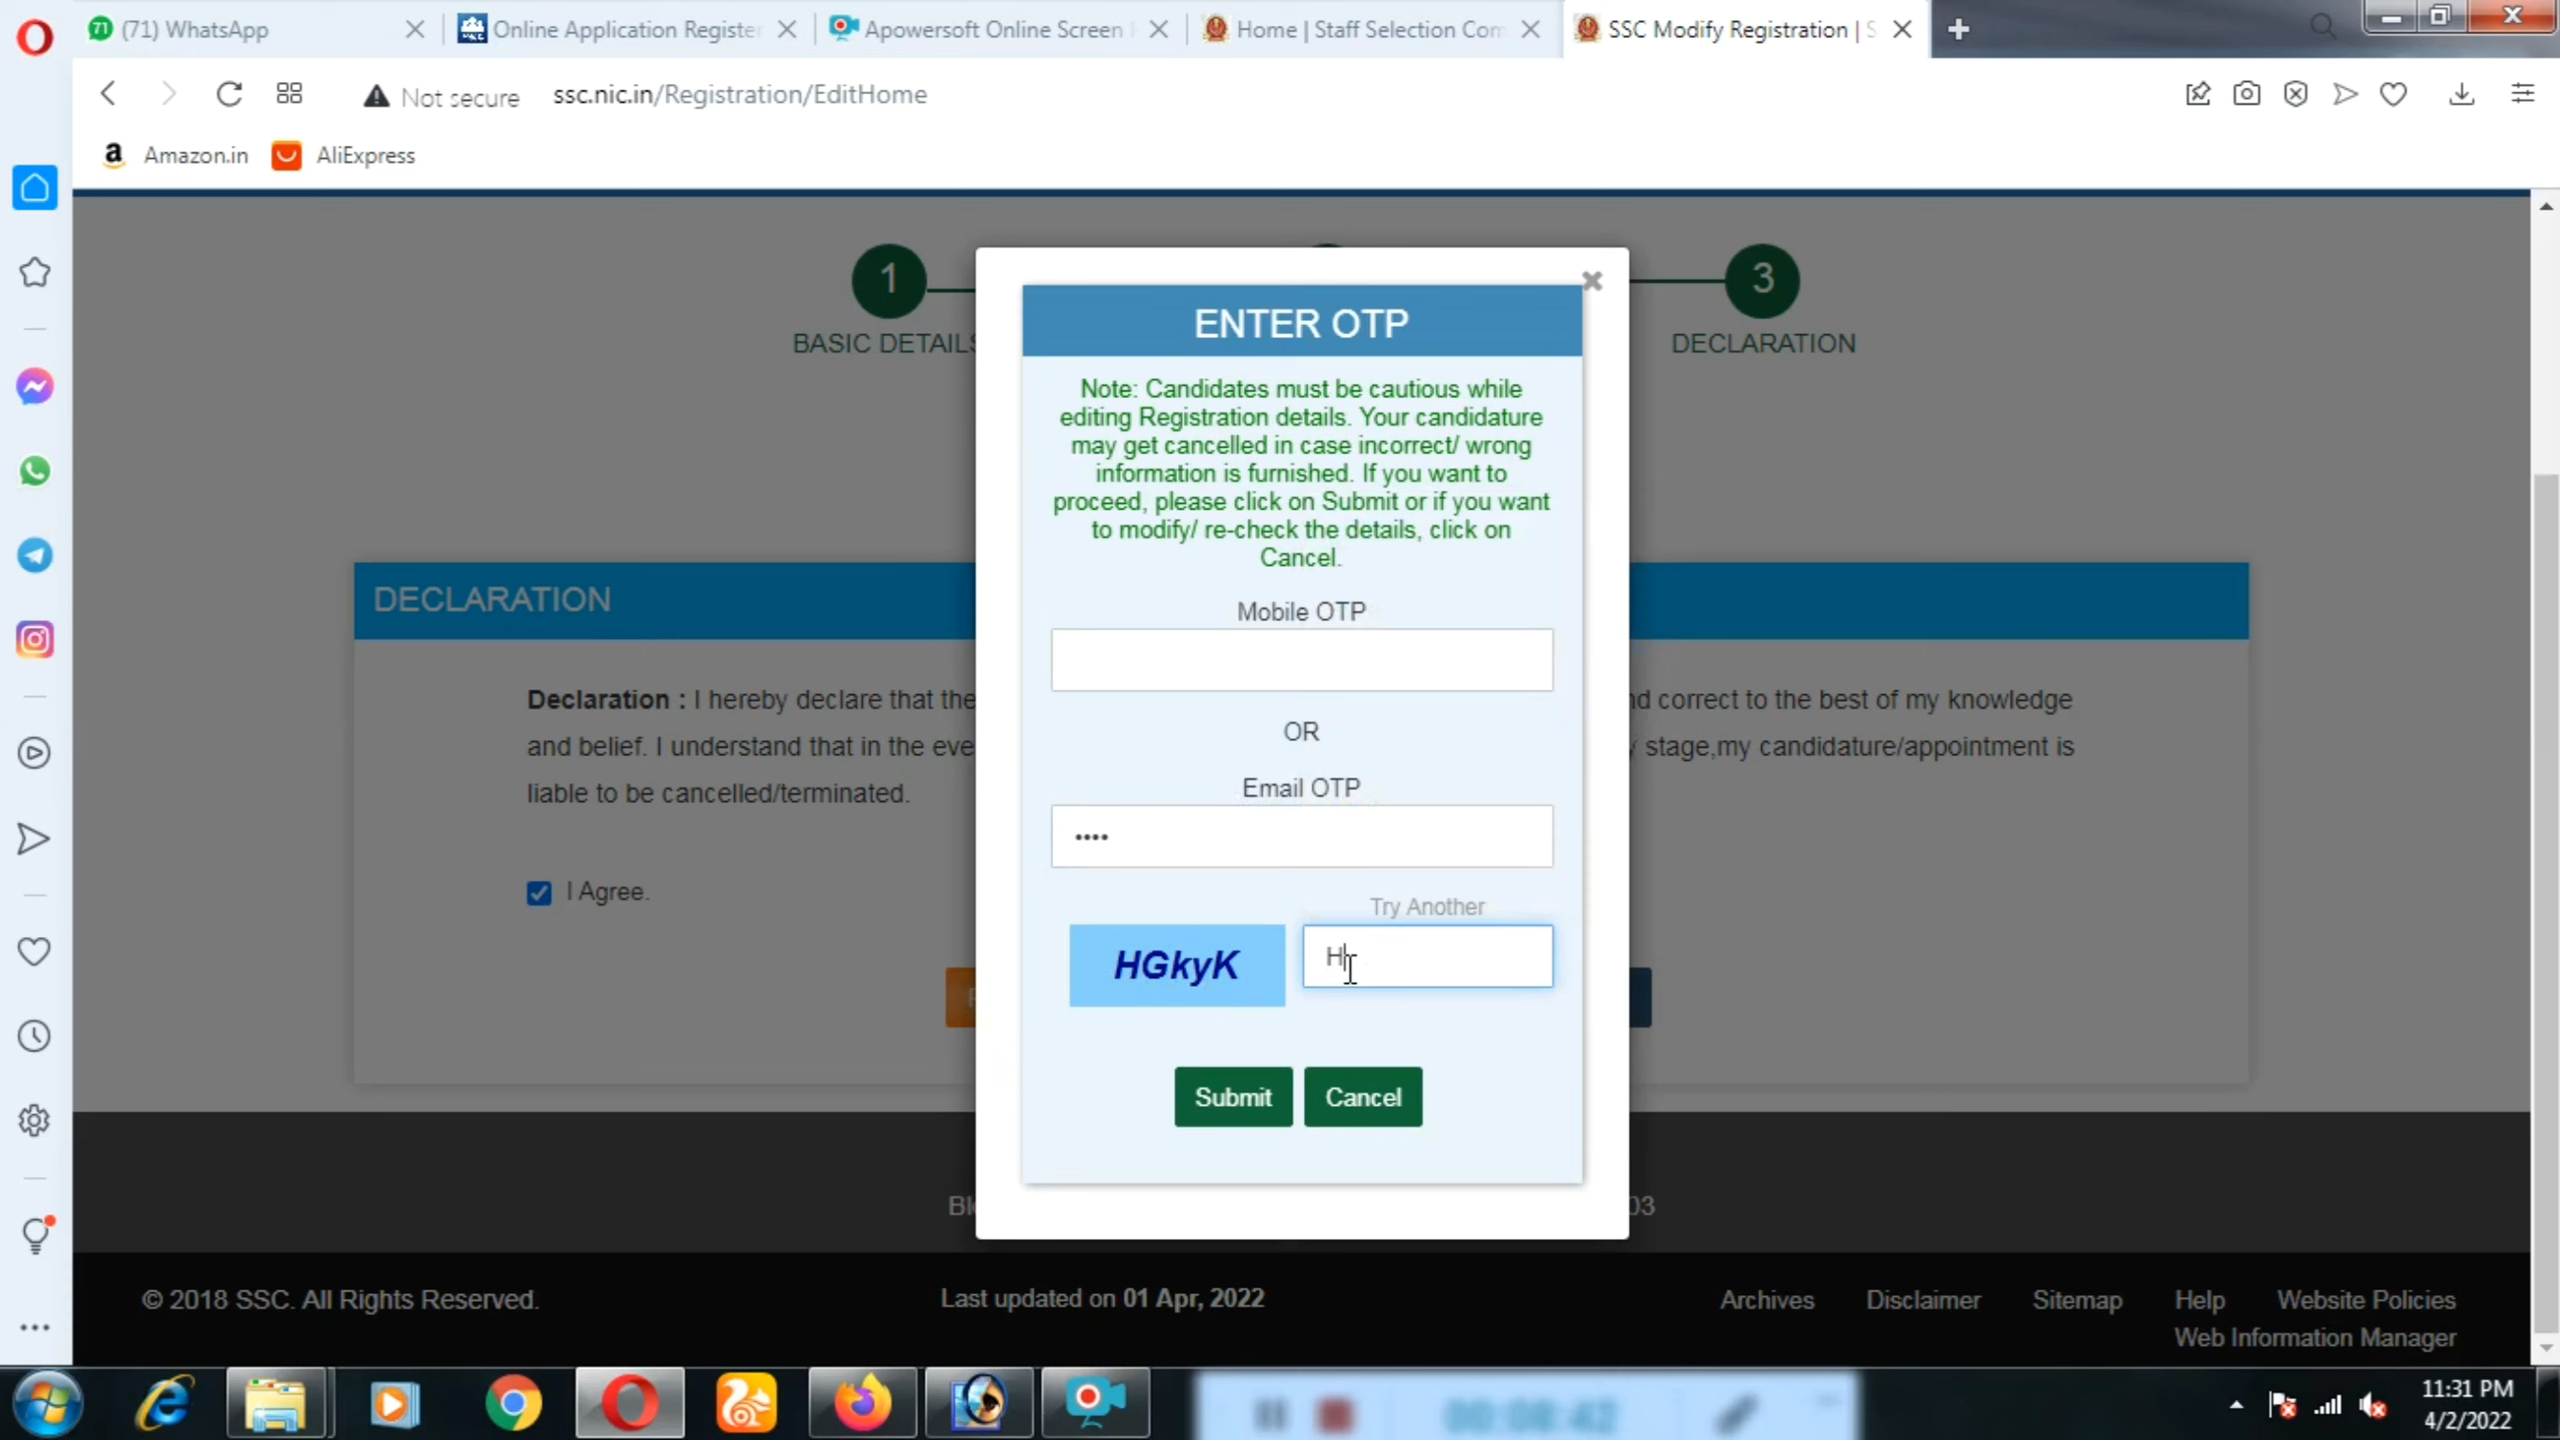 (71) WhatsApp
Online Application Register
Apowersoft Online Screen
Home | Staff Selection Com
SSC Modify Registration | S
Not secure
ssc.nic.in/Registration/EditHome
Amazon.in
AliExpress
1
3
BASIC DETAILS
DECLARATION
ENTER OTP
Note: Candidates must be cautious while
editing Registration details. Your candidature
may get cancelled in case incorrect/ wrong
information is furnished. If you want to
proceed, please click on Submit or if you want
to modify/ re-check the details, click on
Cancel.
Mobile OTP
OR
Email OTP
••••
Try Another
HGkyK
H
Submit
Cancel
DECLARATION
Declaration : I hereby declare that the
nd correct to the best of my knowledge
and belief. I understand that in the eve
stage,my candidature/appointment is
liable to be cancelled/terminated.
I Agree.
03
© 2018 SSC. All Rights Reserved.
Last updated on 01 Apr, 2022
Archives
Disclaimer
Sitemap
Help
Website Policies
Web Information Manager
00:08:42
11:31 PM
4/2/2022